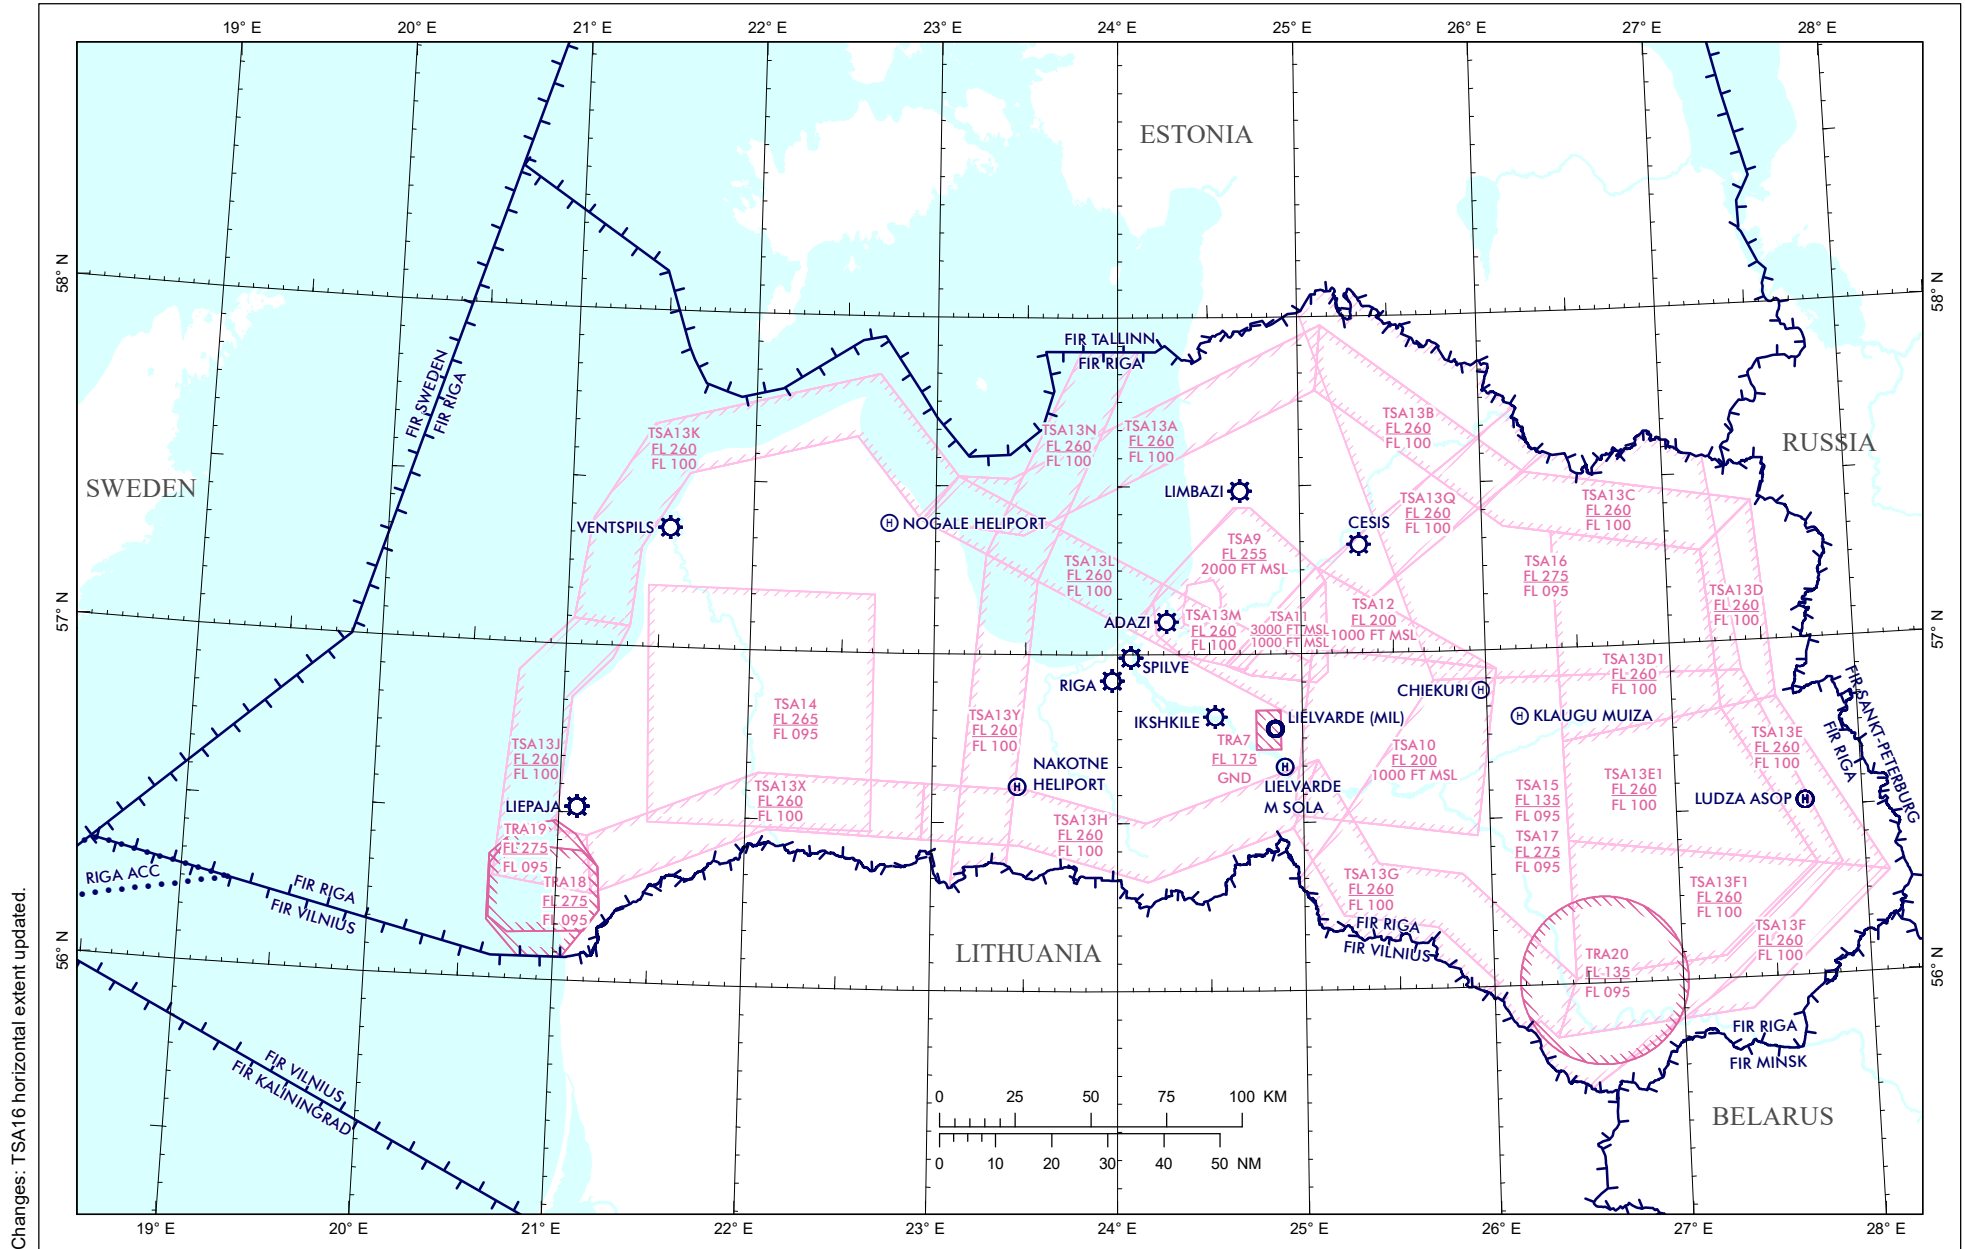 19° E
20° E
21° E
22° E
23° E
24° E
25° E
26° E
27° E
28° E
ESTONIA
58° N
58° N
FIR TALLINN
FIR RIGA
FIR SWEDEN
FIR RIGA
TSA13K
FL 260
FL 100
TSA13N
FL 260
FL 100
TSA13A
FL 260
FL 100
TSA13B
FL 260
FL 100
RUSSIA
SWEDEN
LIMBAZI
TSA13Q
FL 260
FL 100
TSA13C
FL 260
FL 100
VENTSPILS
NOGALE HELIPORT
CESIS
TSA9
FL 255
2000 FT MSL
TSA13L
FL 260
FL 100
TSA16
FL 275
FL 095
TSA13D
FL 260
FL 100
57° N
57° N
ADAZI
TSA13M
FL 260
FL 100
TSA11
3000 FT MSL
1000 FT MSL
TSA12
FL 200
1000 FT MSL
SPILVE
RIGA
TSA13D1
FL 260
FL 100
CHIEKURI
KLAUGU MUIZA
FIR SANKT-PETERBURG
FIR RIGA
TSA14
FL 265
FL 095
TSA13Y
FL 260
FL 100
IKSHKILE
LIELVARDE (MIL)
TRA7
FL 175
GND
TSA10
FL 200
1000 FT MSL
TSA13E
FL 260
FL 100
TSA13J
FL 260
FL 100
NAKOTNE
HELIPORT
LIELVARDE
M SOLA
TSA15
FL 135
FL 095
TSA13E1
FL 260
FL 100
LUDZA ASOP
LIEPAJA
TSA13X
FL 260
FL 100
TSA13H
FL 260
FL 100
TRA19
FL 275
FL 095
TSA17
FL 275
FL 095
RIGA ACC
FIR RIGA
FIR VILNIUS
TRA18
FL 275
FL 095
TSA13G
FL 260
FL 100
TSA13F1
FL 260
FL 100
TSA13F
FL 260
FL 100
56° N
56° N
LITHUANIA
FIR RIGA
FIR VILNIUS
TRA20
FL 135
FL 095
FIR RIGA
FIR MINSK
FIR VILNIUS
FIR KALININGRAD
BELARUS
0
25
50
75
100 KM
0
10
20
30
40
50 NM
19° E
20° E
21° E
22° E
23° E
24° E
25° E
26° E
27° E
28° E
Changes: TSA16 horizontal extent updated.